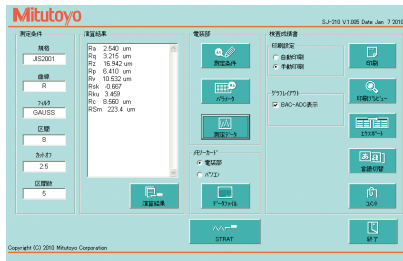 Mitutoyo
SJ-210 V1.005 Date Jan 7 2010
測定条件
規格
JIS2001
曲線
R
フィルタ
GAUSS
区間
8
カットオフ
2.5
区間数
5
演算結果
Ra 2.540 um
Rq 3.215 um
Rz 16.942 um
Rp 6.410 um
Rv 10.532 um
Rsk -0.667
Rku 3.459
Rc 8.560 um
RSm 223.4 um
演算結果
電装部
測定条件
パラメータ
測定データ
メモリーカード
電装部
パソコン
データファイル
STRAT
検査成績書
印刷設定
自動印刷
手動印刷
グラフレイアウト
BAC-ADC表示
印刷
印刷プレビュー
エクスポート
言語切替
コメント
終了
Copyright (C) 2010 Mitutoyo Corporation